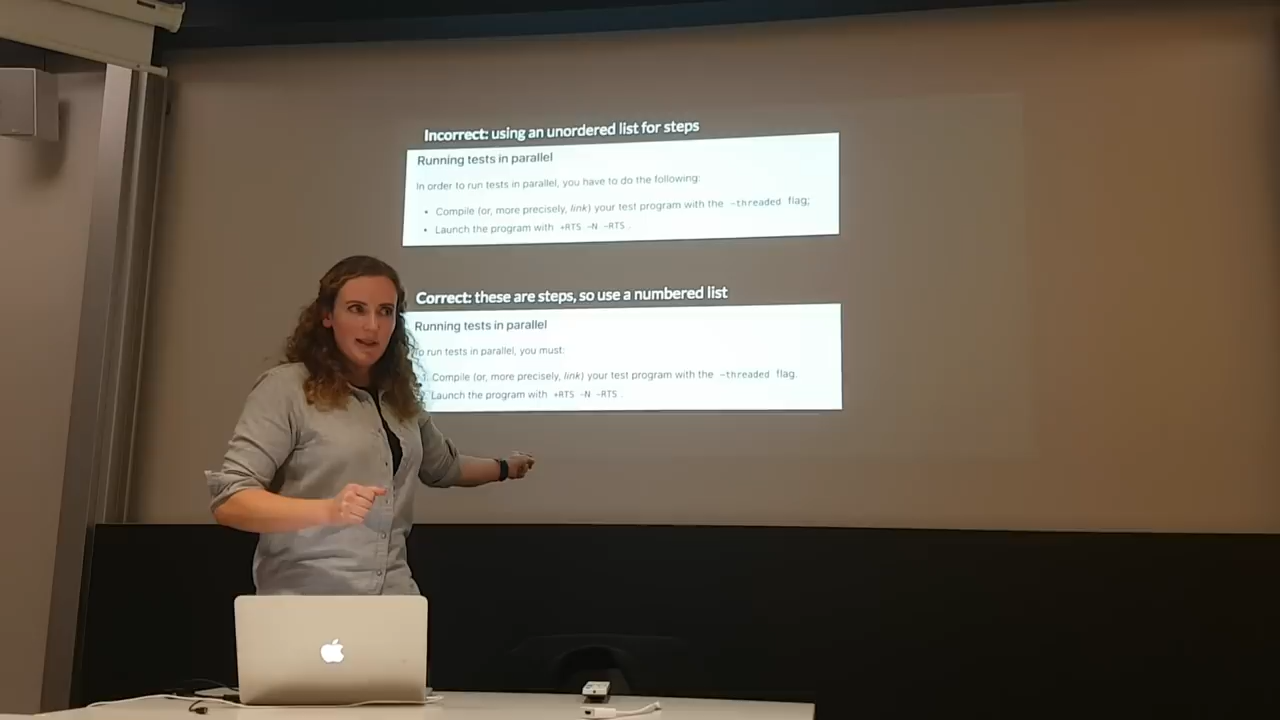 Incorrect: using an unordered list for steps
Running tests in parallel
In order to run tests in parallel, you have to do the following:
• Compile (or, more precisely, link) your test program with the -threaded flag;
• Launch the program with +RTS -N -RTS.
Correct: these are steps, so use a numbered list
Running tests in parallel
To run tests in parallel, you must:
1. Compile (or, more precisely, link) your test program with the -threaded flag.
2. Launch the program with +RTS -N -RTS.